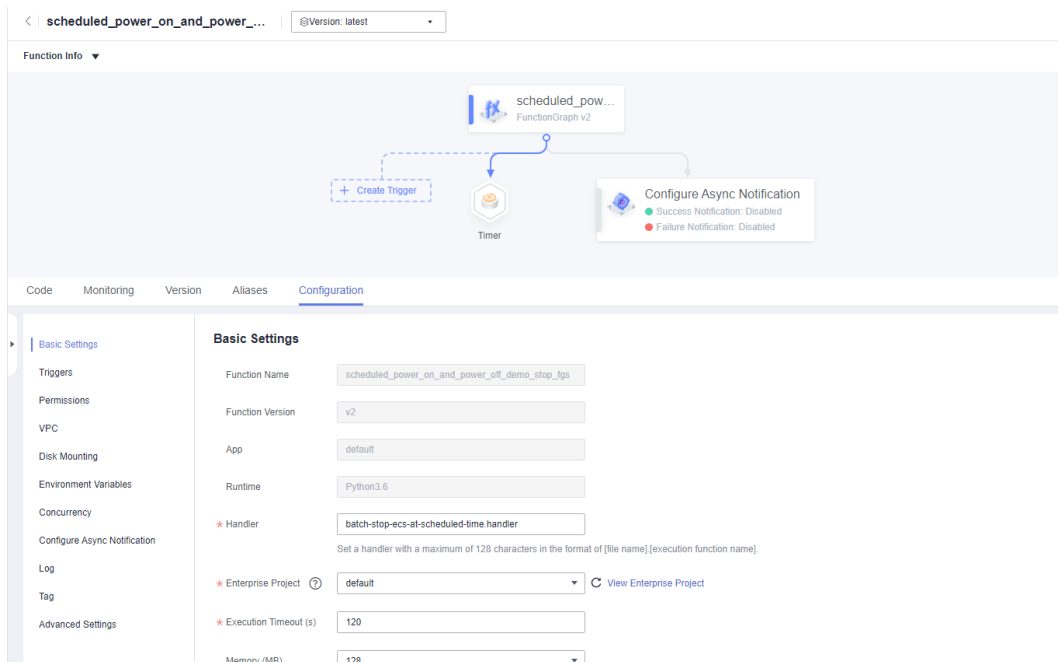 scheduled_power_on_and_power_...
Version: latest
Function Info
scheduled_pow...
FunctionGraph v2
+ Create Trigger
Timer
Configure Async Notification
Success Notification: Disabled
Failure Notification: Disabled
Code Monitoring Version Aliases Configuration
Basic Settings
Triggers
Permissions
VPC
Disk Mounting
Environment Variables
Concurrency
Configure Async Notification
Log
Tag
Advanced Settings
Basic Settings
Function Name scheduled_power_on_and_power_off_demo_stop_fgs
Function Version v2
App default
Runtime Python3.6
* Handler batch-stop-ecs-at-scheduled-time.handler
Set a handler with a maximum of 128 characters in the format of [file name].[execution function name].
* Enterprise Project ? default View Enterprise Project
* Execution Timeout (s) 120
Memory (MB) 128